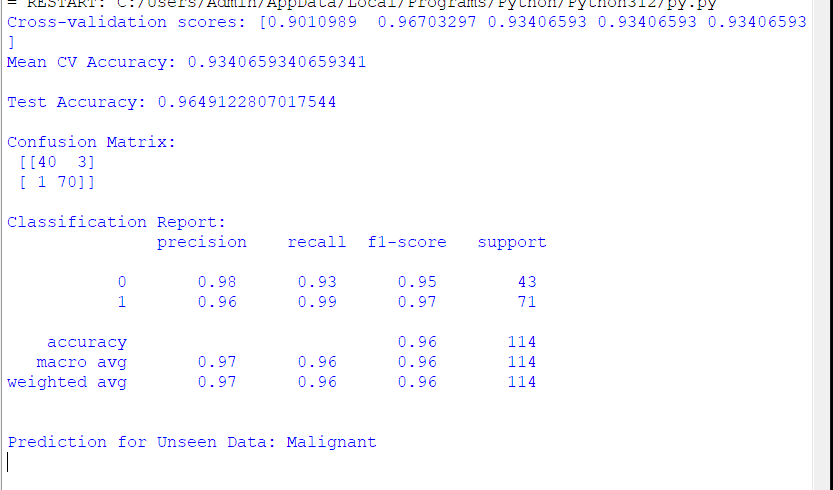 = RESTART: C:/Users/Admin/AppData/Local/Programs/Python/Python312/py.py
Cross-validation scores: [0.9010989  0.96703297 0.93406593 0.93406593 0.93406593
]
Mean CV Accuracy: 0.9340659340659341
Test Accuracy: 0.9649122807017544
Confusion Matrix:
[[40  3]
[ 1 70]]
Classification Report:
precision    recall  f1-score   support
0       0.98      0.93      0.95        43
1       0.96      0.99      0.97        71
accuracy                           0.96       114
macro avg       0.97      0.96      0.96       114
weighted avg       0.97      0.96      0.96       114
Prediction for Unseen Data: Malignant